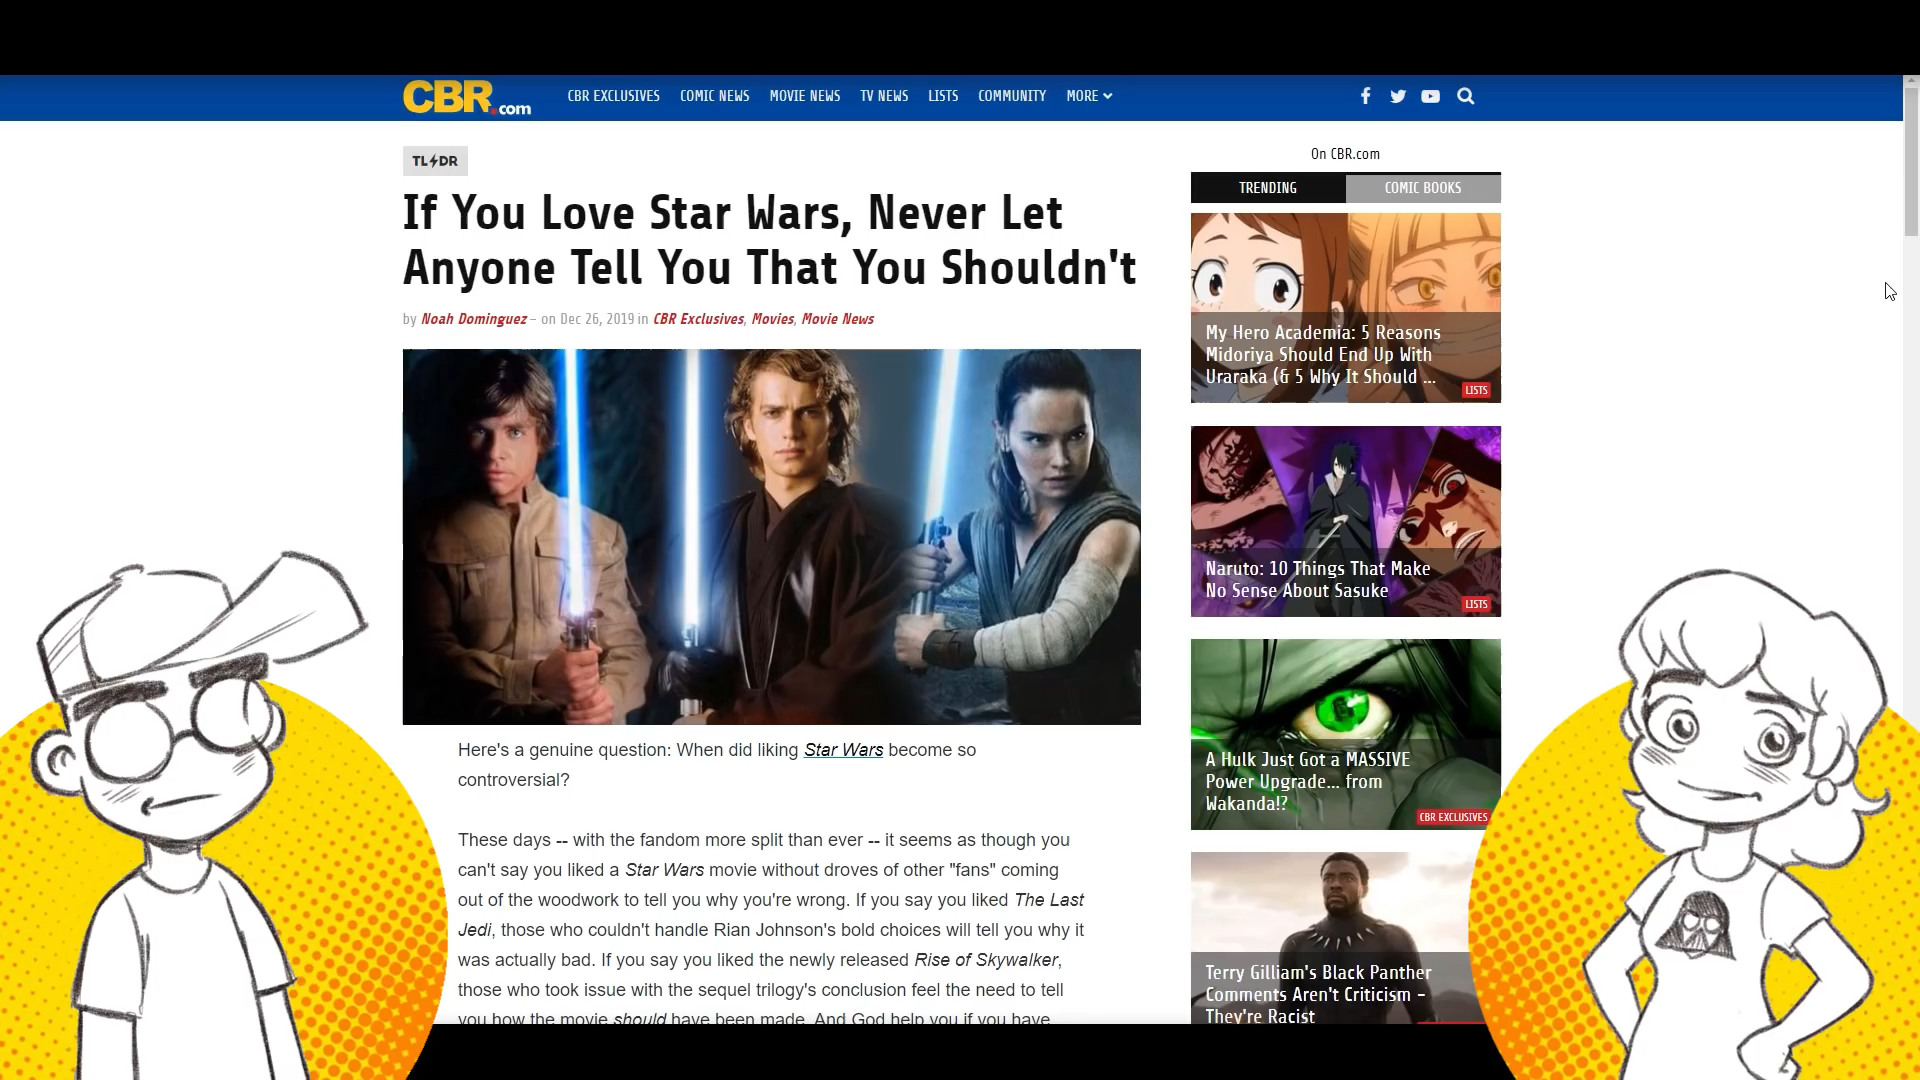 CBR.com
CBR EXCLUSIVES COMIC NEWS MOVIE NEWS TV NEWS LISTS COMMUNITY MORE
TL⚡DR
If You Love Star Wars, Never Let
Anyone Tell You That You Shouldn't
by Noah Dominguez – on Dec 26, 2019 in CBR Exclusives, Movies, Movie News
Here's a genuine question: When did liking Star Wars become so
controversial?
These days -- with the fandom more split than ever -- it seems as though you
can't say you liked a Star Wars movie without droves of other "fans" coming
out of the woodwork to tell you why you're wrong. If you say you liked The Last
Jedi, those who couldn't handle Rian Johnson's bold choices will tell you why it
was actually bad. If you say you liked the newly released Rise of Skywalker,
those who took issue with the sequel trilogy's conclusion feel the need to tell
you how the movie should have been made. And God help you if you have
On CBR.com
TRENDING COMIC BOOKS
My Hero Academia: 5 Reasons
Midoriya Should End Up With
Uraraka (& 5 Why It Should ...
LISTS
Naruto: 10 Things That Make
No Sense About Sasuke
LISTS
A Hulk Just Got a MASSIVE
Power Upgrade... from
Wakanda!?
CBR EXCLUSIVES
Terry Gilliam's Black Panther
Comments Aren't Criticism –
They're Racist